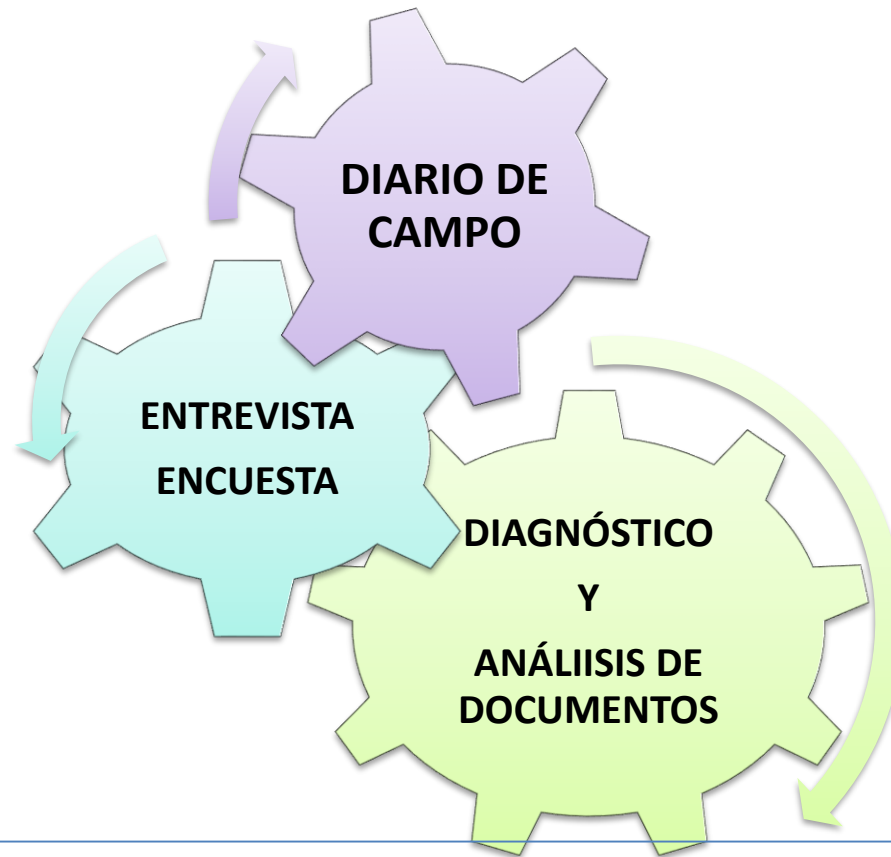 DIARIO DE
CAMPO
ENTREVISTA
ENCUESTA
DIAGNÓSTICO
Y
ANÁLIISIS DE
DOCUMENTOS